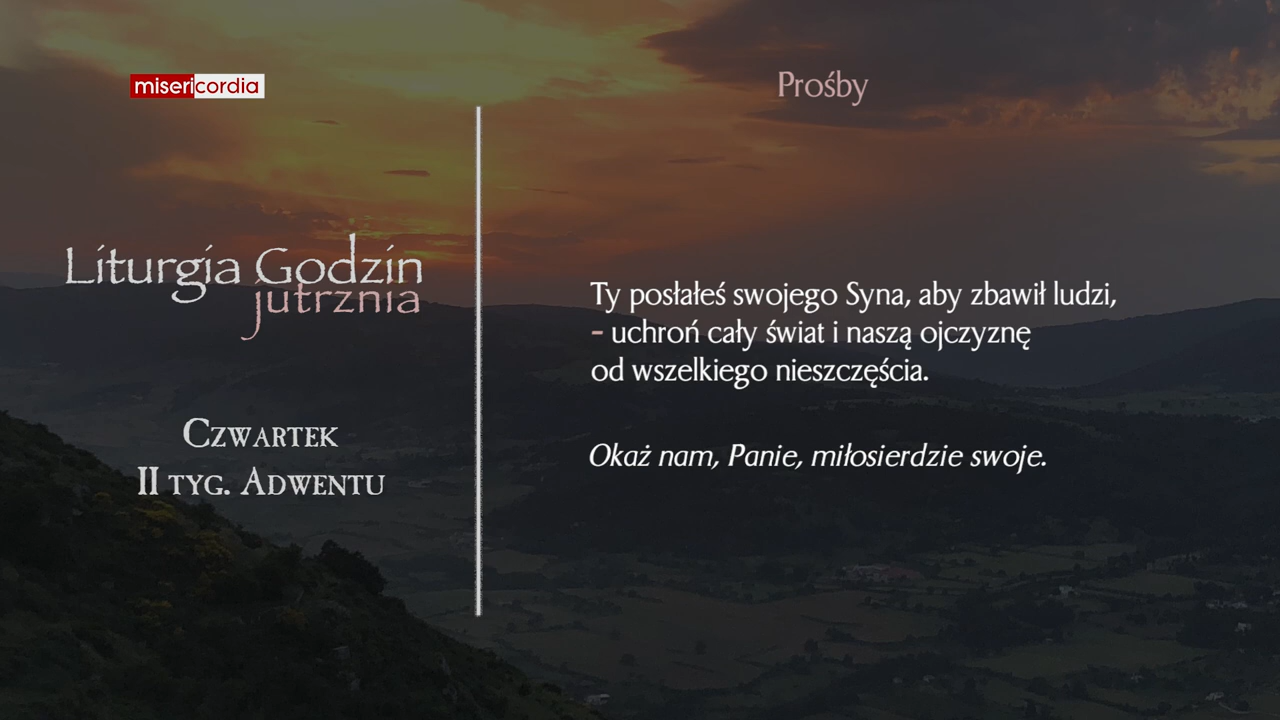 misericordia
Liturgia Godzin
jutrznia
Czwartek
II tyg. Adwentu
Prośby
Ty posłałeś swojego Syna, aby zbawił ludzi,
- uchroń cały świat i naszą ojczyznę
od wszelkiego nieszczęścia.
Okaż nam, Panie, miłosierdzie swoje.